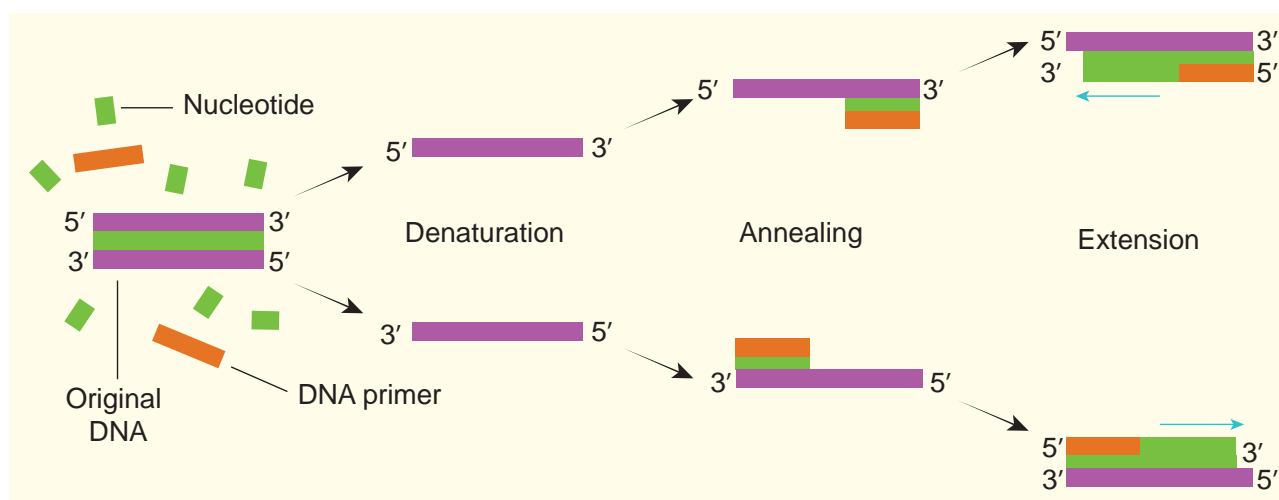 Nucleotide
5′ 3′
3′ 5′
Original
DNA
DNA primer
5′ 3′
Denaturation
3′ 5′
5′ 3′
Annealing
3′ 5′
5′ 3′
3′ 5′
Extension
5′ 3′
3′ 5′